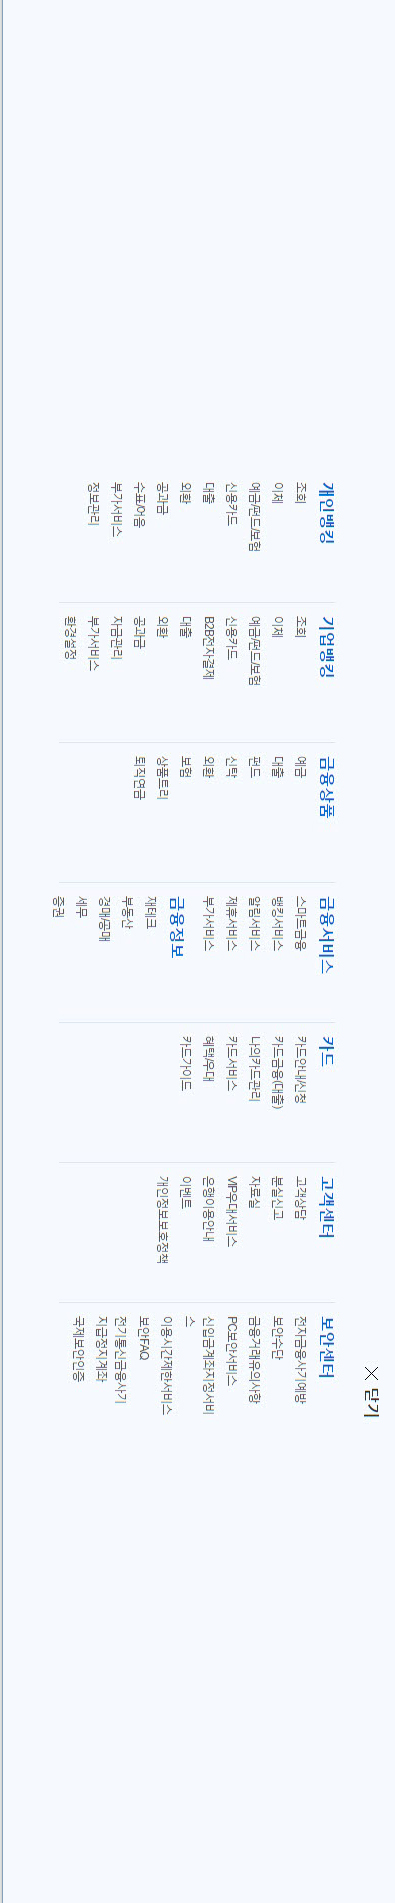 개인뱅킹
조회
이체
예금/펀드/보험
신용카드
대출
외환
공과금
수표/어음
부가서비스
정보관리
기업뱅킹
조회
이체
예금/펀드/보험
신용카드
B2B전자결제
대출
외환
공과금
자금관리
부가서비스
환경설정
금융상품
예금
대출
펀드
신탁
외환
보험
상품트리
퇴직연금
금융서비스
스마트금융
뱅킹서비스
알림서비스
제휴서비스
부가서비스
금융정보
재테크
부동산
경매/공매
세무
증권
카드
카드안내/신청
카드금융(대출)
나의카드관리
카드서비스
혜택/우대
카드가이드
고객센터
고객상담
분실신고
자료실
VIP우대서비스
은행이용안내
이벤트
개인정보보호정책
보안센터
전자금융사기예방
보안수단
금융거래유의사항
PC보안서비스
신입금계좌지정서비
스
이용시간제한서비스
보안FAQ
전기통신금융사기
지급정지계좌
국제보안인증
닫기